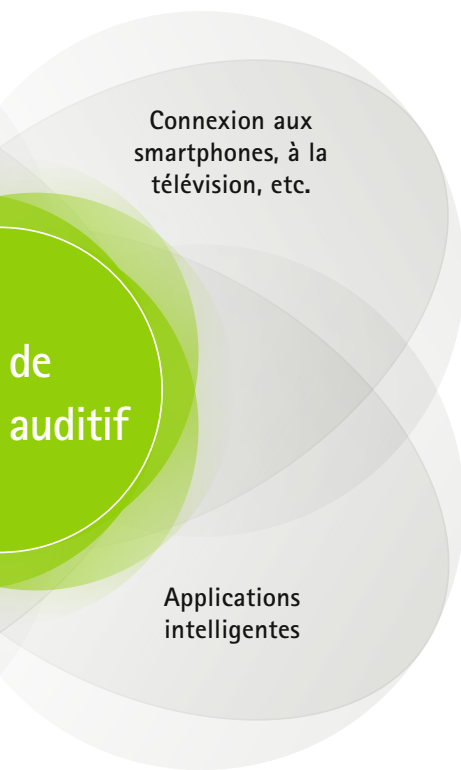 Connexion aux
smartphones, à la
télévision, etc.
de
auditif
Applications
intelligentes